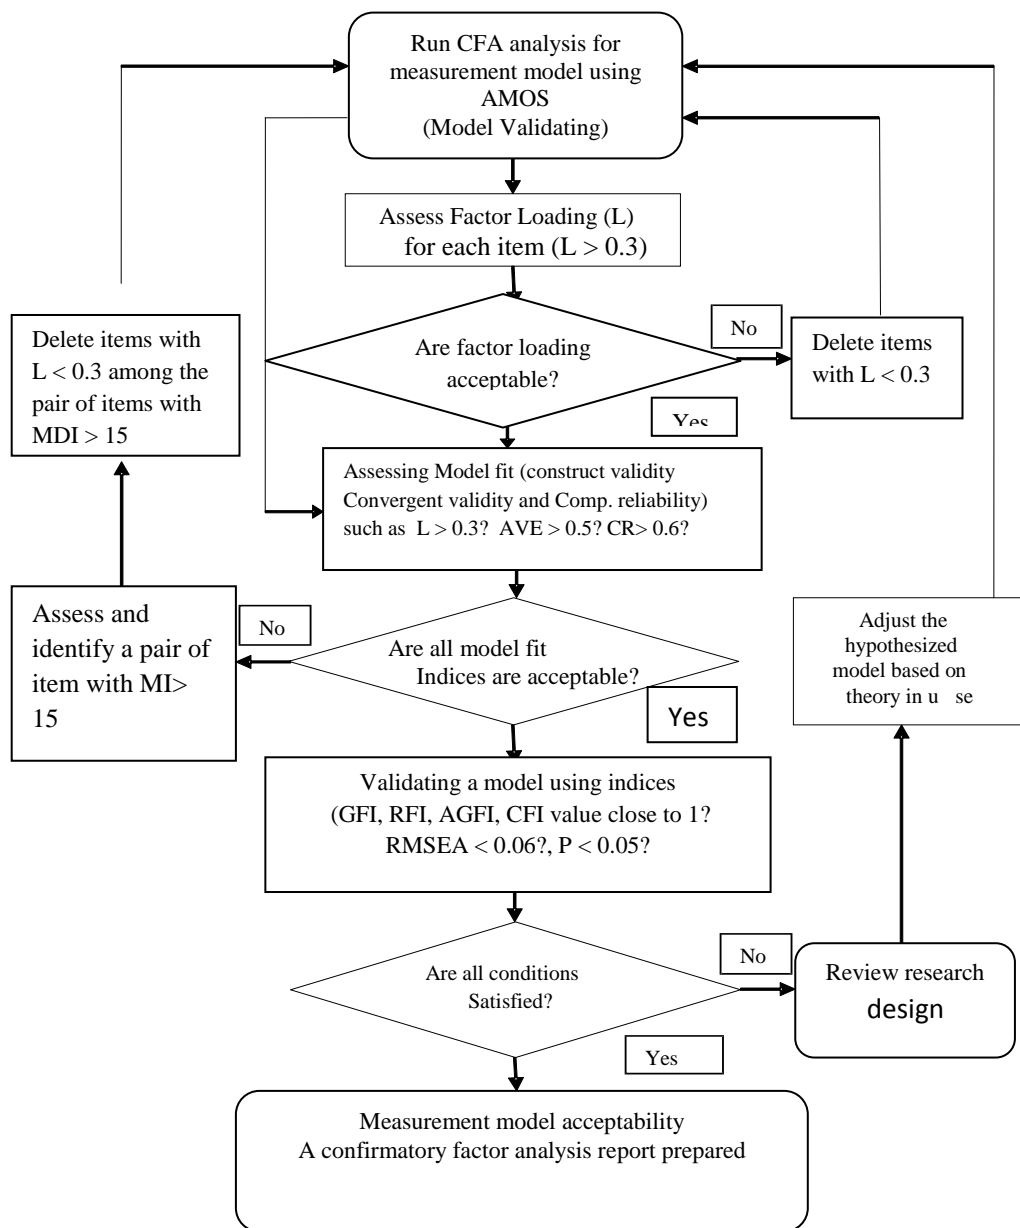 Run CFA analysis for
measurement model using
AMOS
(Model Validating)
Assess Factor Loading (L)
for each item (L > 0.3)
Are factor loading
acceptable?
No
Delete items
with L < 0.3
Yes
Delete items with
L < 0.3 among the
pair of items with
MDI > 15
Assessing Model fit (construct validity
Convergent validity and Comp. reliability)
such as L > 0.3? AVE > 0.5? CR> 0.6?
Assess and
identify a pair of
item with MI>
15
No
Are all model fit
Indices are acceptable?
Yes
Adjust the
hypothesized
model based on
theory in u se
Validating a model using indices
(GFI, RFI, AGFI, CFI value close to 1?
RMSEA < 0.06?, P < 0.05?
Are all conditions
Satisfied?
No
Review research
design
Yes
Measurement model acceptability
A confirmatory factor analysis report prepared